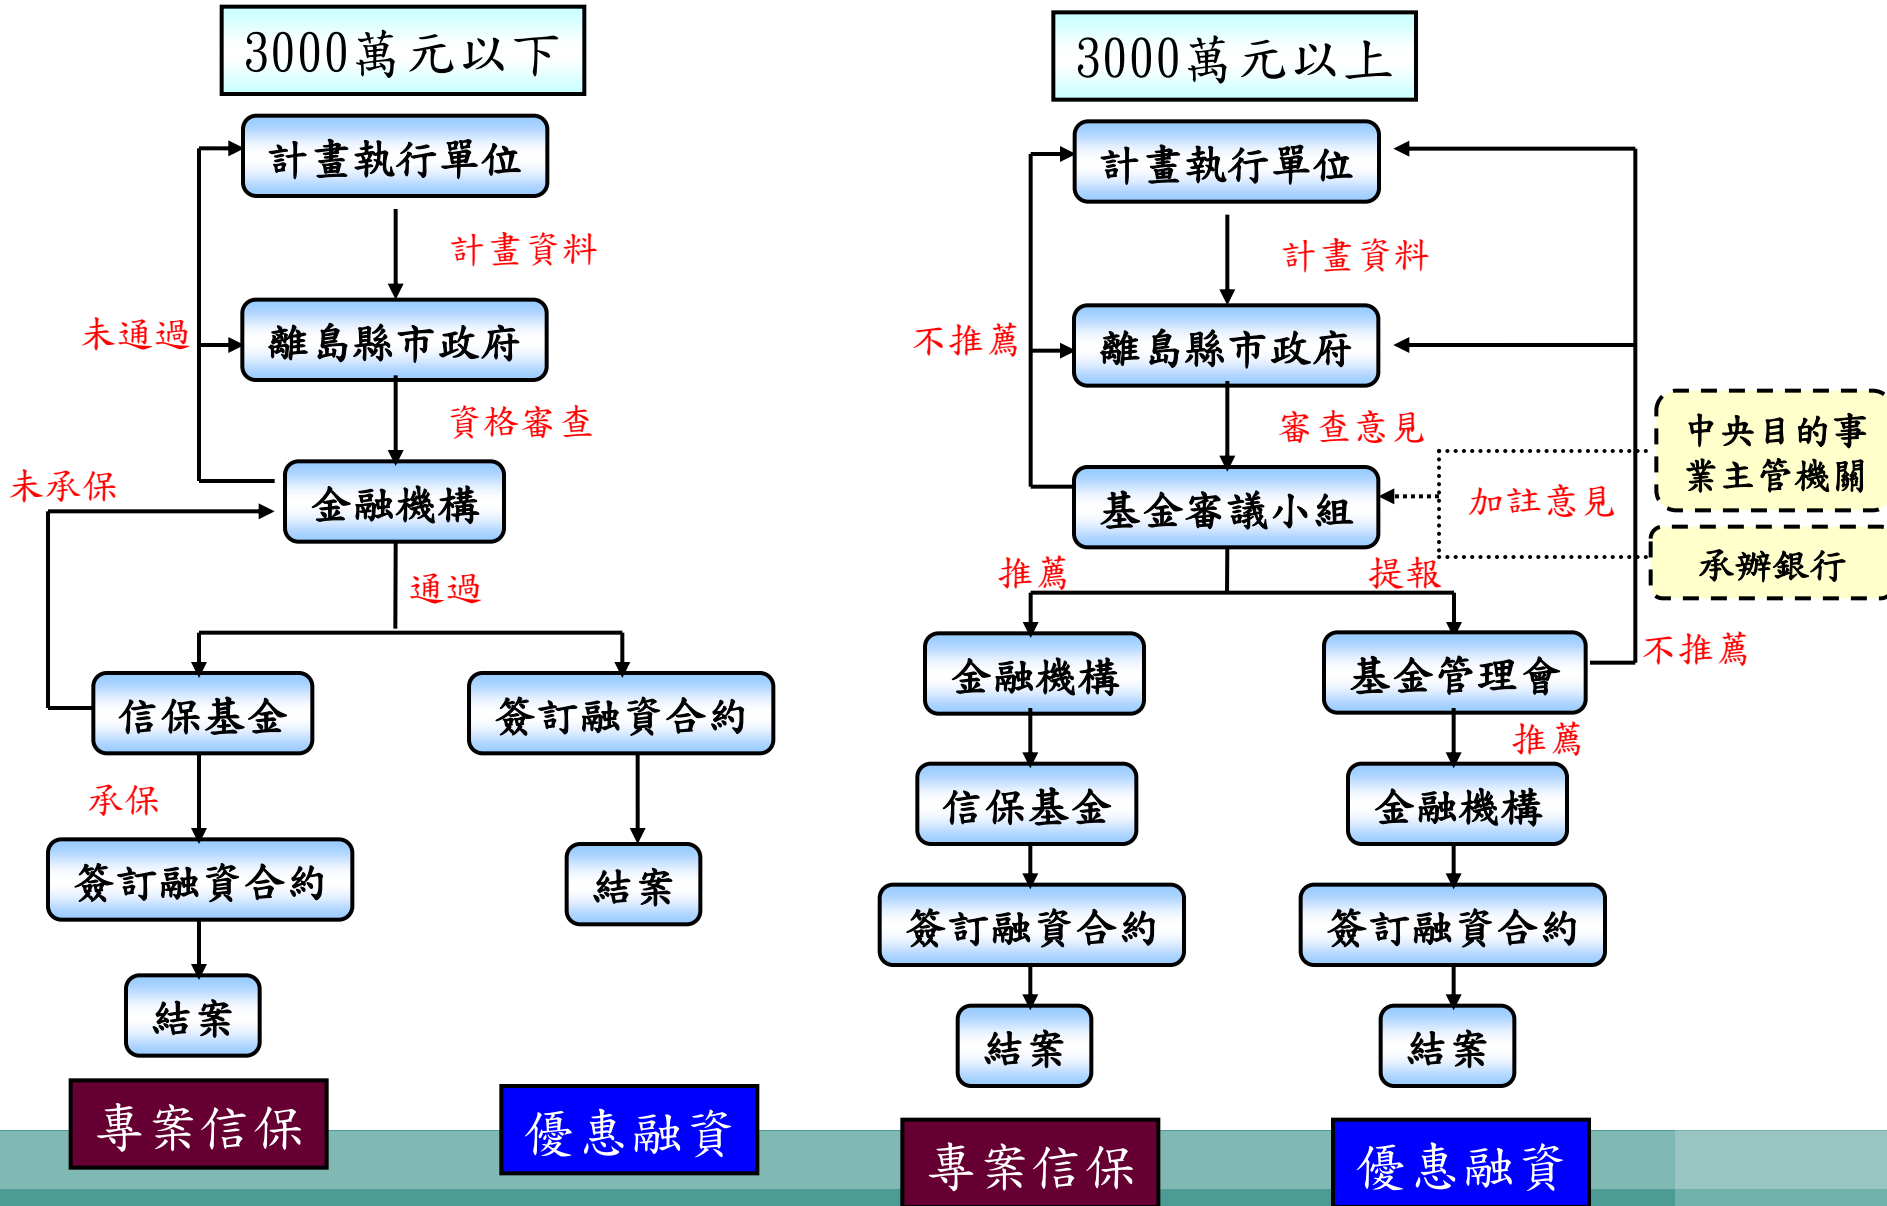 3000萬元以下
計畫執行單位
計畫資料
未通過
離島縣市政府
資格審查
未承保
金融機構
通過
信保基金
簽訂融資合約
承保
簽訂融資合約
結案
結案
專案信保
優惠融資
3000萬元以上
計畫執行單位
計畫資料
不推薦
離島縣市政府
審查意見
中央目的事
業主管機關
加註意見
基金審議小組
承辦銀行
推薦
提報
金融機構
基金管理會
不推薦
推薦
信保基金
金融機構
簽訂融資合約
簽訂融資合約
結案
結案
專案信保
優惠融資